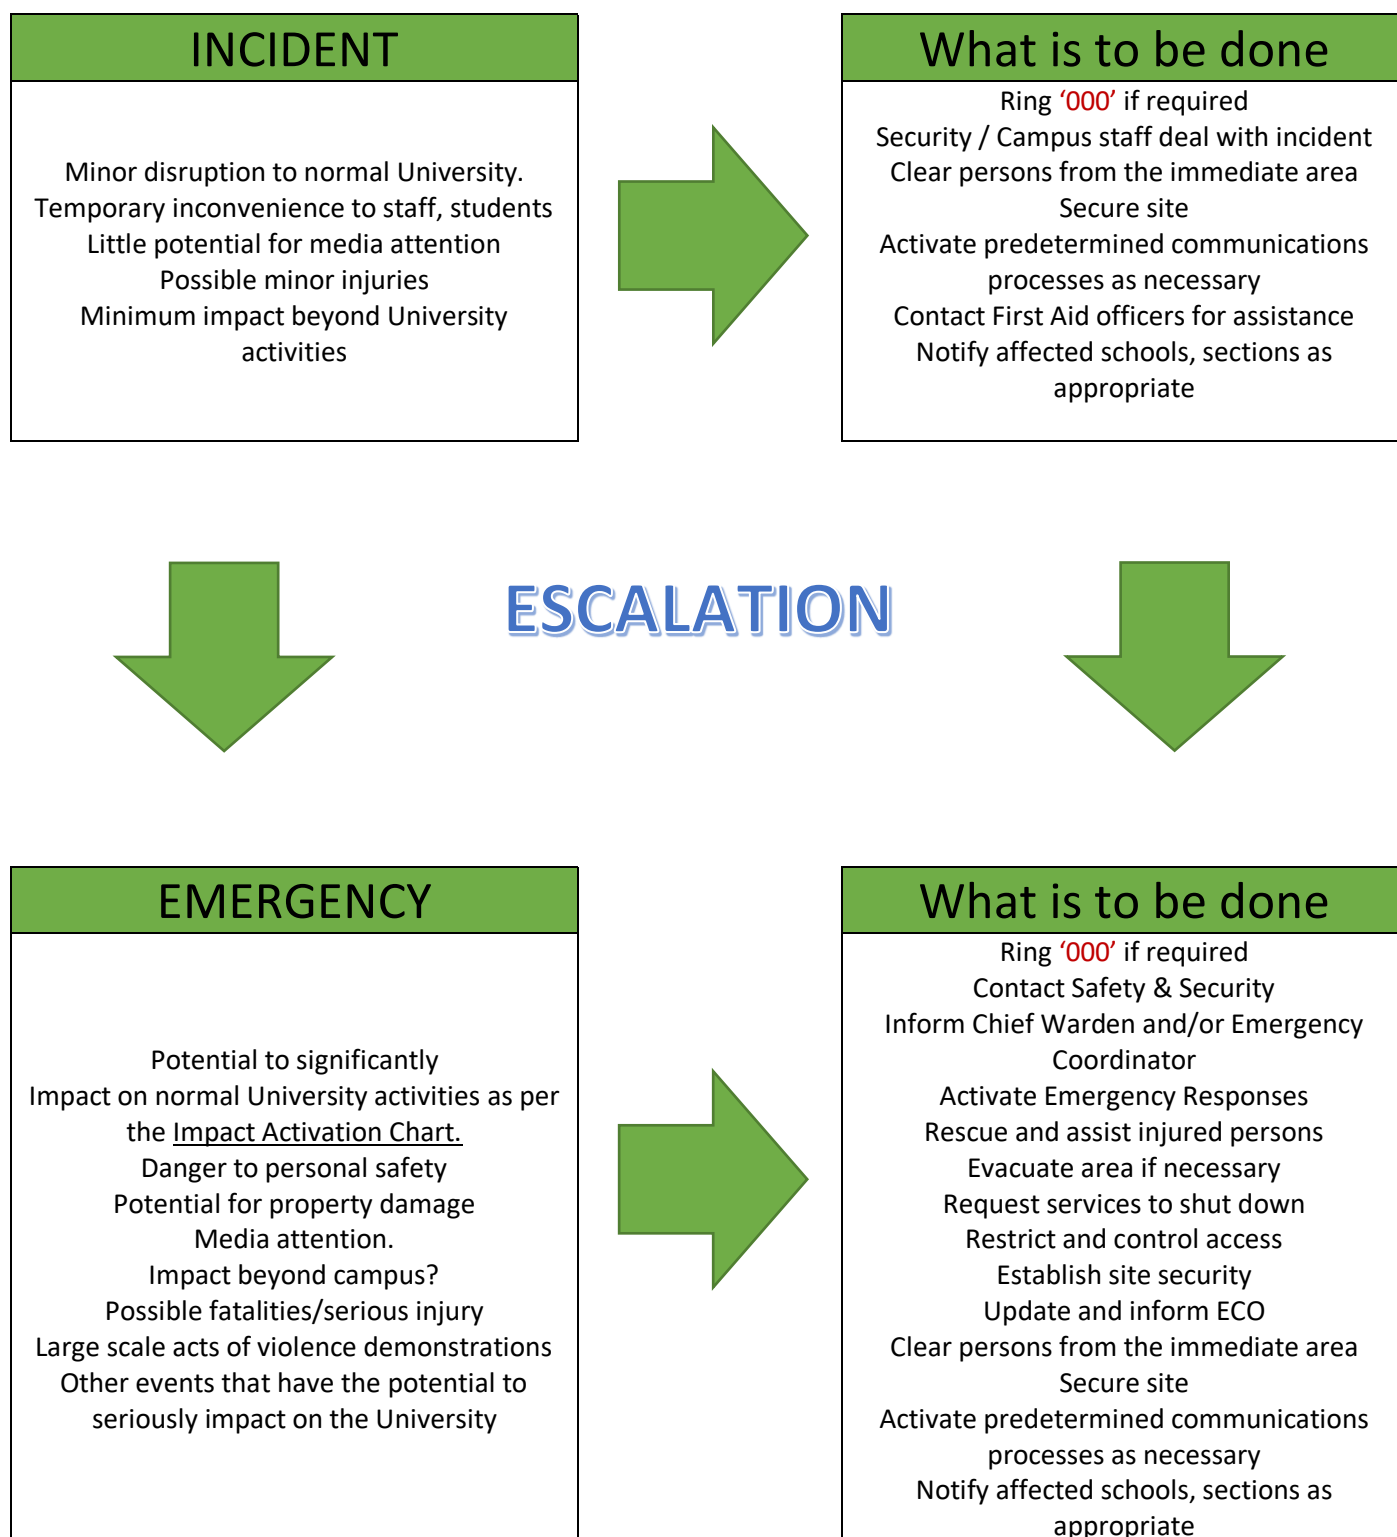 INCIDENT
Minor disruption to normal University.
Temporary inconvenience to staff, students
Little potential for media attention
Possible minor injuries
Minimum impact beyond University
activities
What is to be done
Ring ‘000’ if required
Security / Campus staff deal with incident
Clear persons from the immediate area
Secure site
Activate predetermined communications
processes as necessary
Contact First Aid officers for assistance
Notify affected schools, sections as
appropriate
ESCALATION
EMERGENCY
Potential to significantly
Impact on normal University activities as per
the Impact Activation Chart.
Danger to personal safety
Potential for property damage
Media attention.
Impact beyond campus?
Possible fatalities/serious injury
Large scale acts of violence demonstrations
Other events that have the potential to
seriously impact on the University
What is to be done
Ring ‘000’ if required
Contact Safety & Security
Inform Chief Warden and/or Emergency
Coordinator
Activate Emergency Responses
Rescue and assist injured persons
Evacuate area if necessary
Request services to shut down
Restrict and control access
Establish site security
Update and inform ECO
Clear persons from the immediate area
Secure site
Activate predetermined communications
processes as necessary
Notify affected schools, sections as
appropriate